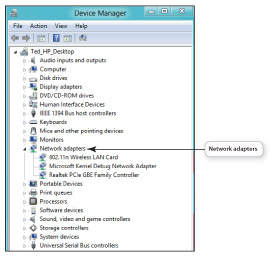 Device Manager
File Action View Help
Ted_HP_Desktop
Audio inputs and outputs
Computer
Disk drives
Display adapters
DVD/CD-ROM drives
Human Interface Devices
IEEE 1394 Bus host controllers
Keyboards
Mice and other pointing devices
Monitors
Network adapters
Network adapters
802.11n Wireless LAN Card
Microsoft Kernel Debug Network Adapter
Realtek PCIe GBE Family Controller
Portable Devices
Print queues
Processors
Software devices
Sound, video and game controllers
Storage controllers
System devices
Universal Serial Bus controllers